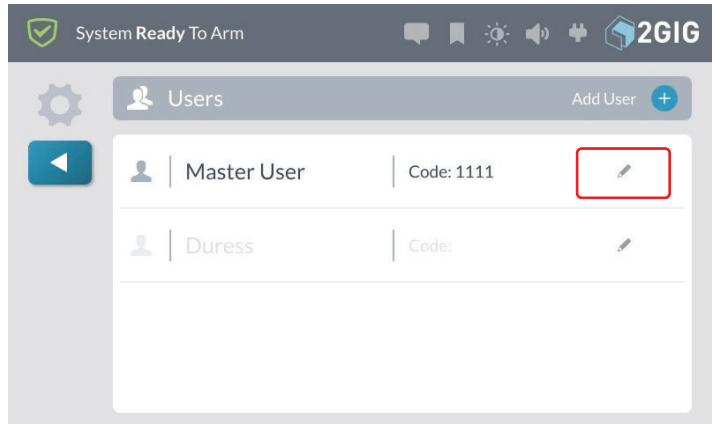 System Ready To Arm
2GIG
Users
Add User
Master User
Code: 1111
Duress
Code: